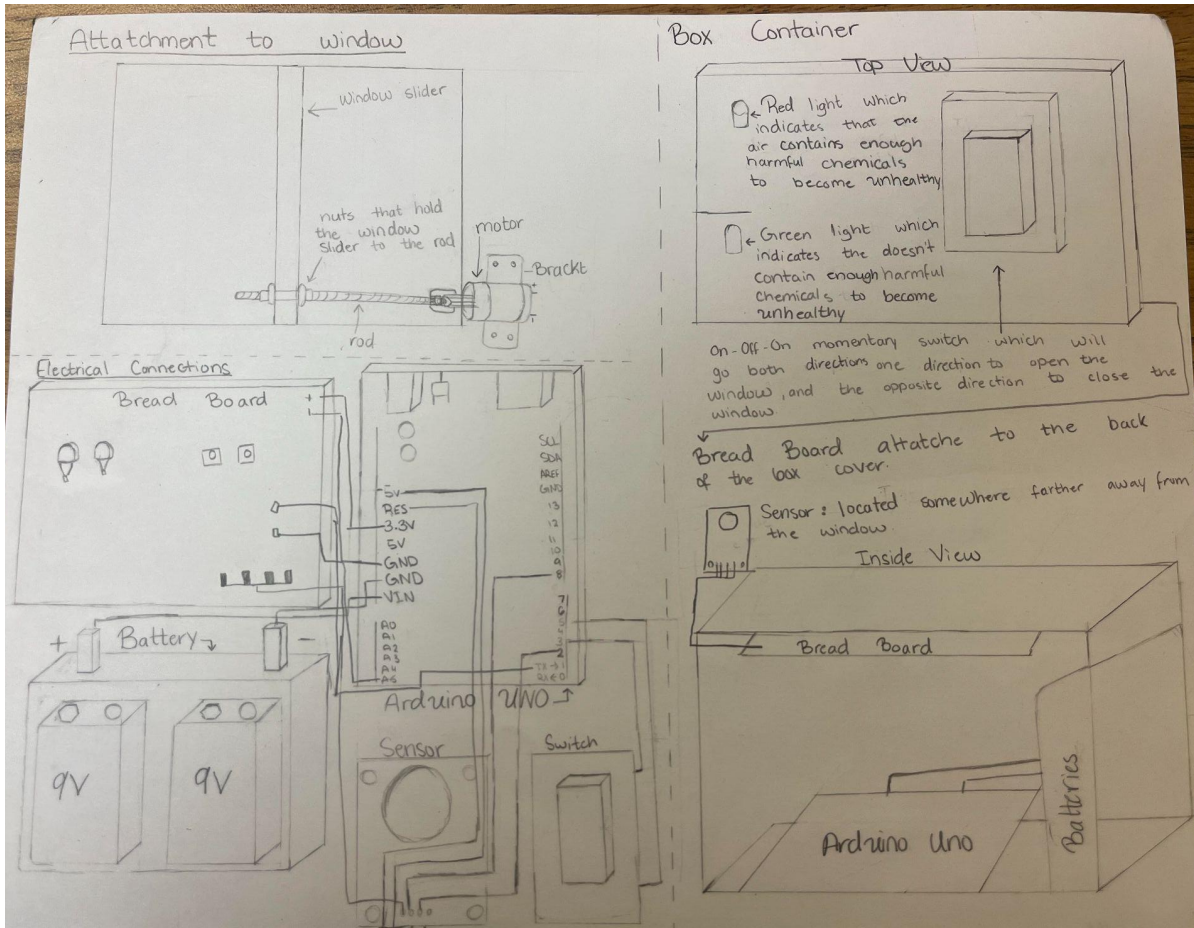 Attatchment to window
window slider
nuts that hold
the window
slider to the rod
motor
Brackt
rod
+
-
Box Container
Top View
Red light which
indicates that the
air contains enough
harmful chemicals
to become unhealthy
Green light which
indicates the doesn't
contain enough harmful
chemicals to become
unhealthy
On-Off-On momentary switch which will
go both directions one direction to open the
window, and the opposite direction to close the
window
Bread Board attatche to the back
of the box cover.
Sensor: located somewhere farther away from
the window
Inside View
Bread Board
Batteries
Arduino Uno
Electrical Connections
Bread Board
+
-
5V
RES
3.3V
5V
GND
GND
VIN
A0
A1
A2
A3
A4
A5
SCL
SDA
AREF
GND
13
12
11
10
9
8
7
6
5
3
2
TX→1
RX←0
Arduino UNO
+ Battery -
9V
9V
Sensor
Switch